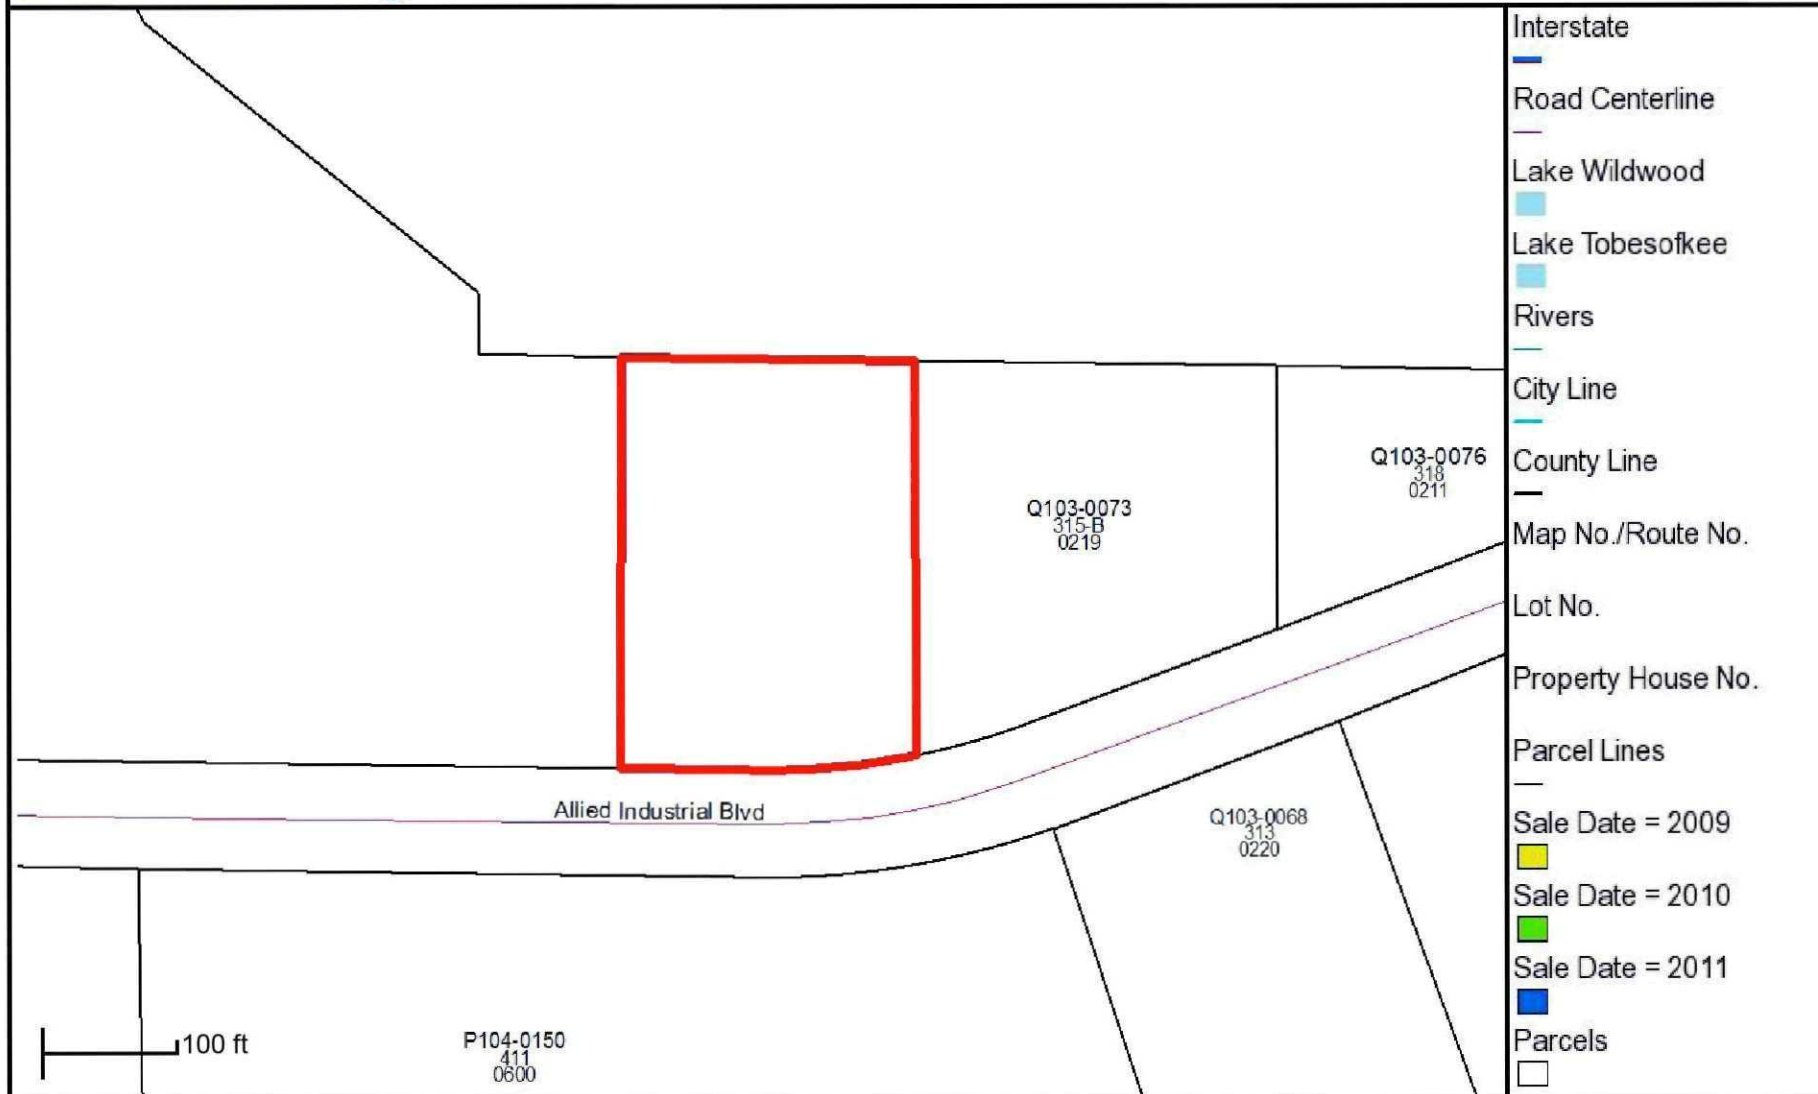 Q103-0076
318
0211
Q103-0073
315-B
0219
Allied Industrial Blvd
Q103-0068
313
0220
P104-0150
411
0600
100 ft
Interstate
Road Centerline
Lake Wildwood
Lake Tobesofkee
Rivers
City Line
County Line
Map No./Route No.
Lot No.
Property House No.
Parcel Lines
Sale Date = 2009
Sale Date = 2010
Sale Date = 2011
Parcels